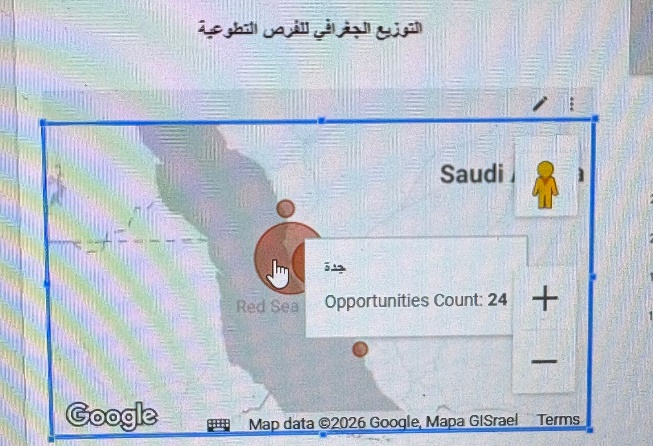 التوزيع الجغرافي للفرص التطوعية
Saudi
جدة
Opportunities Count: 24
Red Sea
Google
Map data ©2026 Google, Mapa GISrael Terms